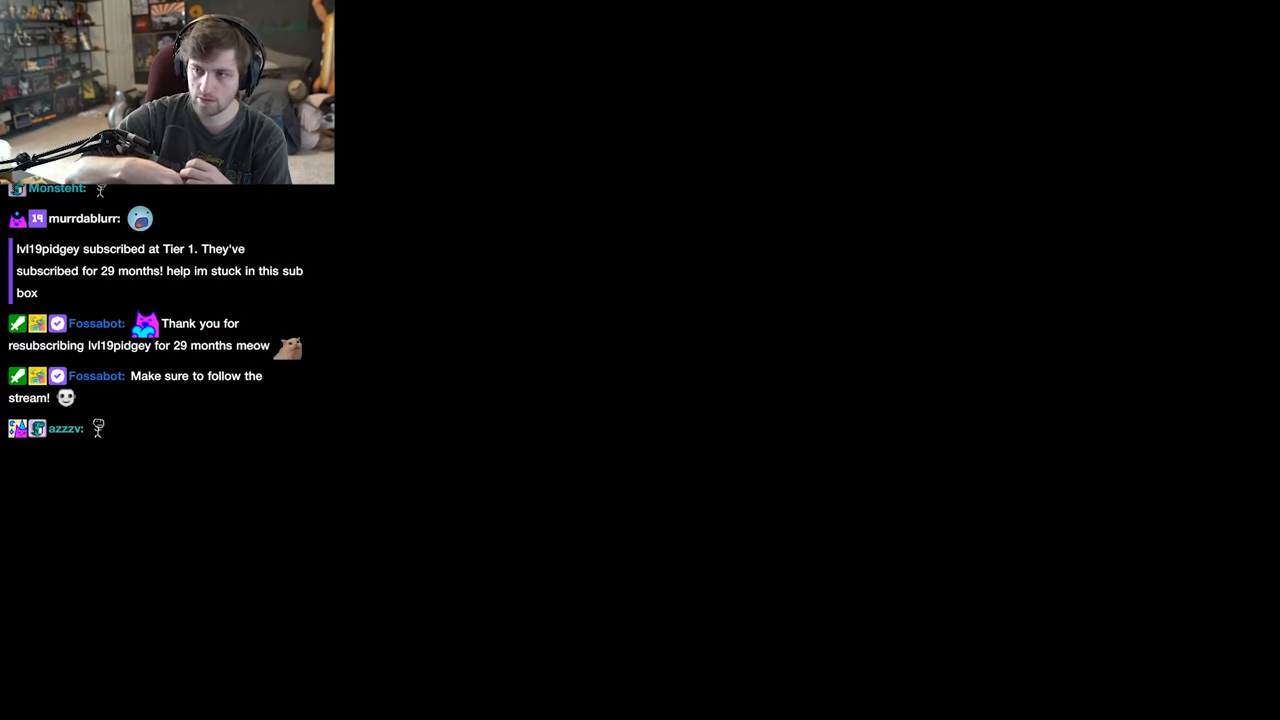 Monsteht:
19 murrdablurr:
lvl19pidgey subscribed at Tier 1. They've
subscribed for 29 months! help im stuck in this sub
box
Fossabot: Thank you for
resubscribing lvl19pidgey for 29 months meow
Fossabot: Make sure to follow the
stream!
azzzv: